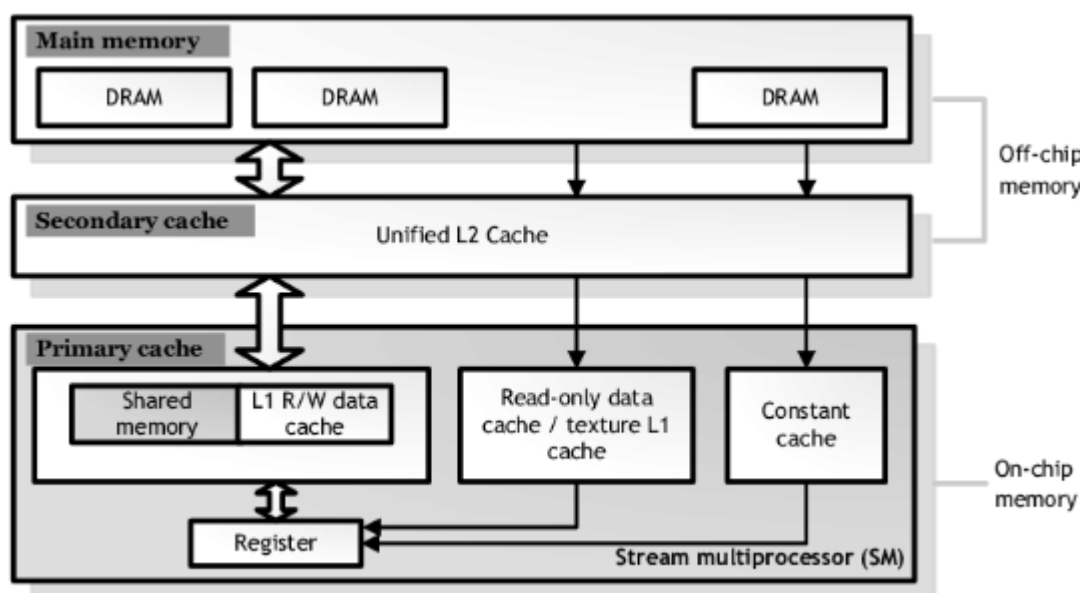 Main memory
DRAM
DRAM
DRAM
Off-chip
memory
Secondary cache
Unified L2 Cache
Primary cache
Shared
memory
L1 R/W data
cache
Read-only data
cache / texture L1
cache
Constant
cache
On-chip
memory
Register
Stream multiprocessor (SM)